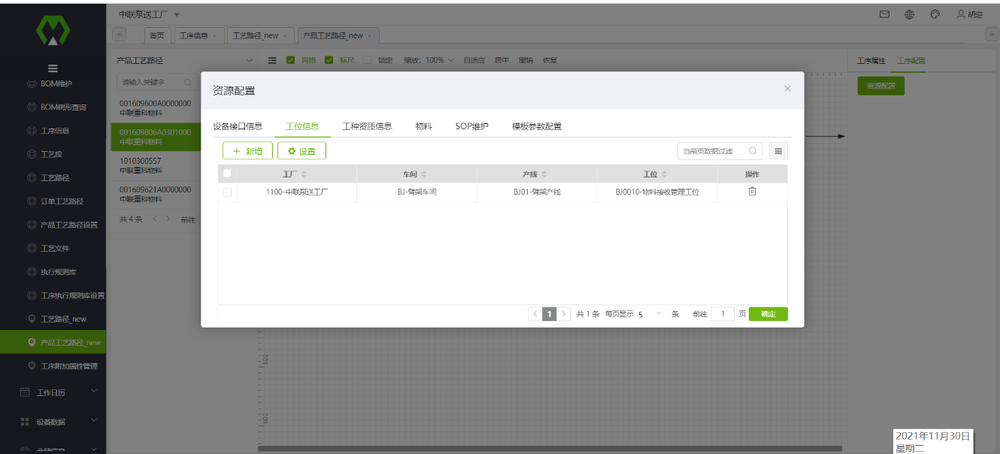 中联泵送工厂
胡迎
首页
工序信息 ×
工艺路径_new ×
产品工艺路径_new ×
BOM维护
BOM树形查询
工序信息
工艺段
工艺路径
订单工艺路径
产品工艺路径设置
工艺文件
执行规则库
工序执行规则库设置
工艺路径_new
产品工艺路径_new
工序附加属性管理
工作日历
设备数据
仓储信息
产品工艺路径
请输入关键字
001609600A0000000
中联重科物料
001609806A0301000
中联重科物料
1010300557
中联重科物料
001609621A0000000
中联重科物料
共 4 条 < > 前往
网格 标尺 锁定 缩放: 100% 自适应 居中 撤销 恢复
工序属性 工序配置
资源配置
资源配置 ×
设备接口信息 工位信息 工种资质信息 物料 SOP维护 模板参数配置
+ 新增 设置
当前页数据过滤
工厂 车间 产线 工位 操作
1100-中联泵送工厂 BJ-臂架车间 BJ01-臂架产线 BJ0010-物料接收管理工位
< 1 > 共 1 条 每页显示 5 条 前往 1 页 确定
500
600
2021年11月30日
星期二